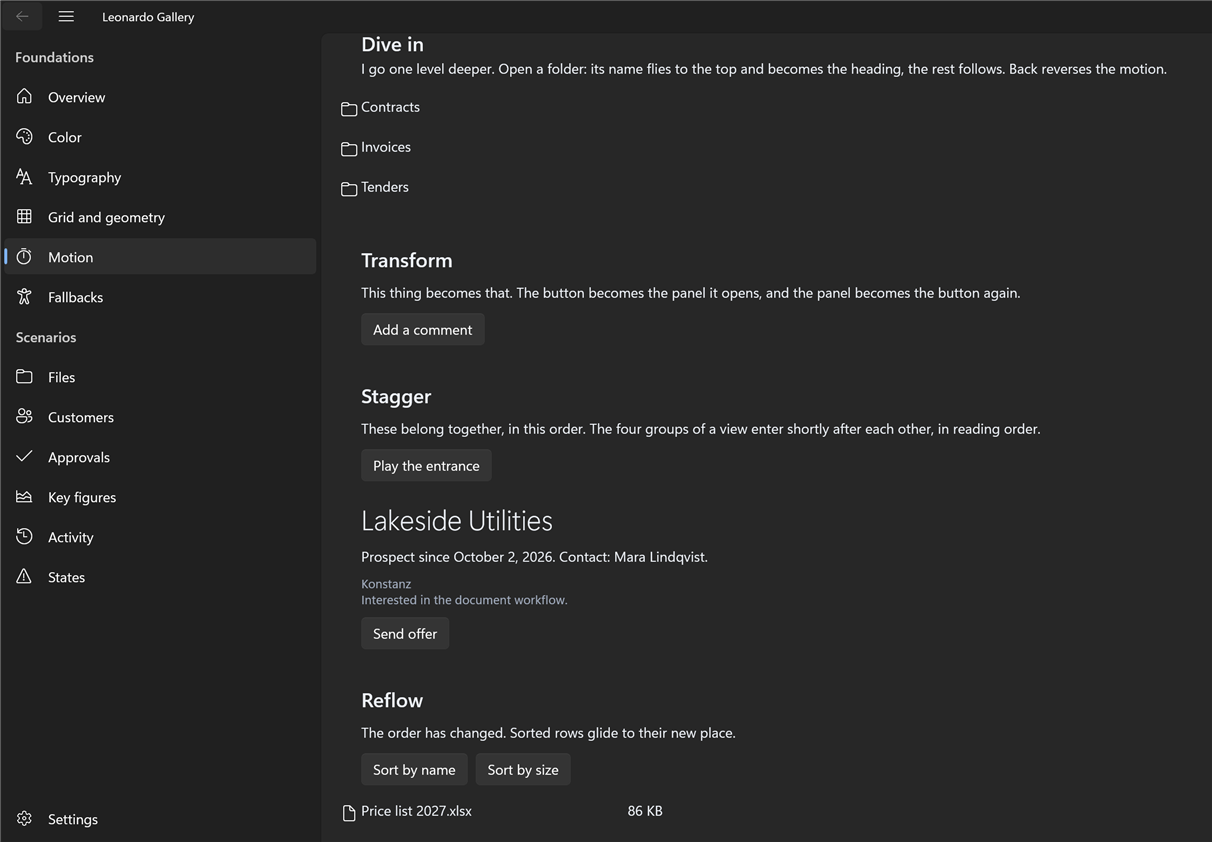 Leonardo Gallery
Foundations
Overview
Color
Typography
Grid and geometry
Motion
Fallbacks
Scenarios
Files
Customers
Approvals
Key figures
Activity
States
Settings
Dive in
I go one level deeper. Open a folder: its name flies to the top and becomes the heading, the rest follows. Back reverses the motion.
Contracts
Invoices
Tenders
Transform
This thing becomes that. The button becomes the panel it opens, and the panel becomes the button again.
Add a comment
Stagger
These belong together, in this order. The four groups of a view enter shortly after each other, in reading order.
Play the entrance
Lakeside Utilities
Prospect since October 2, 2026. Contact: Mara Lindqvist.
Konstanz
Interested in the document workflow.
Send offer
Reflow
The order has changed. Sorted rows glide to their new place.
Sort by name Sort by size
Price list 2027.xlsx 86 KB